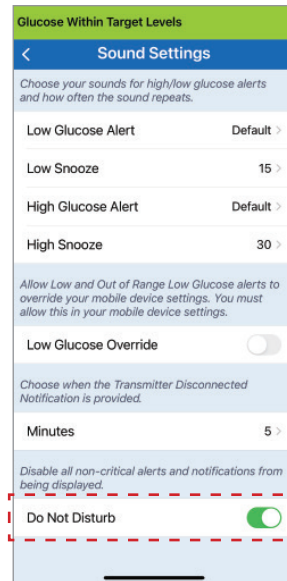 Glucose Within Target Levels
Sound Settings
Choose your sounds for high/low glucose alerts
and how often the sound repeats.
Low Glucose Alert Default
Low Snooze 15
High Glucose Alert Default
High Snooze 30
Allow Low and Out of Range Low Glucose alerts to
override your mobile device settings. You must
allow this in your mobile device settings.
Low Glucose Override
Choose when the Transmitter Disconnected
Notification is provided.
Minutes 5
Disable all non-critical alerts and notifications from
being displayed.
Do Not Disturb